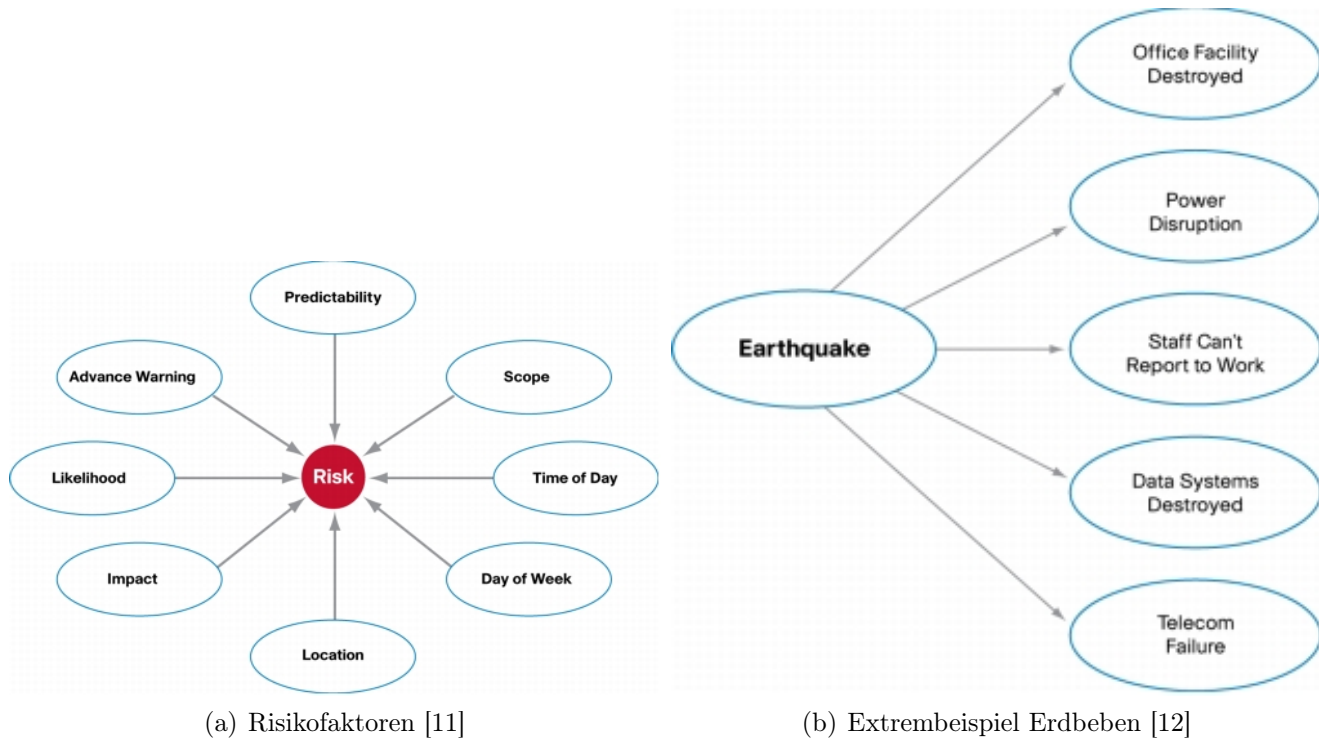 Predictability
Advance Warning
Scope
Likelihood
Risk
Time of Day
Impact
Day of Week
Location
(a) Risikofaktoren [11]
Office Facility
Destroyed
Power
Disruption
Earthquake
Staff Can't
Report to Work
Data Systems
Destroyed
Telecom
Failure
(b) Extrembeispiel Erdbeben [12]